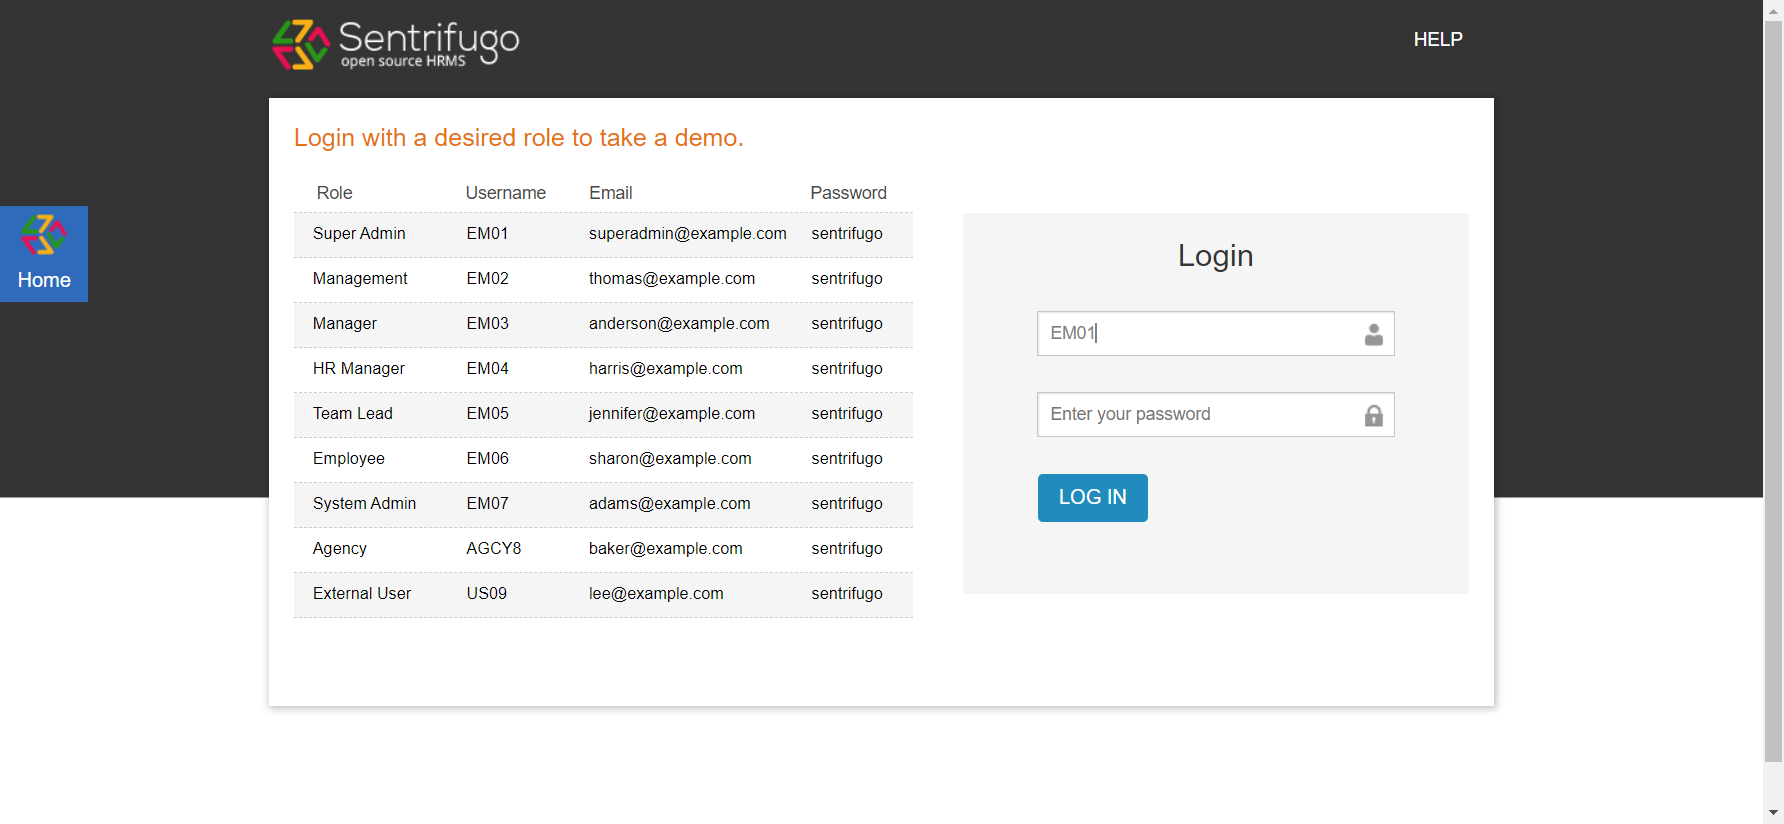 Sentrifugo
open source HRMS
HELP
Login with a desired role to take a demo.
Role Username Email Password
Super Admin EM01 superadmin@example.com sentrifugo
Management EM02 thomas@example.com sentrifugo
Manager EM03 anderson@example.com sentrifugo
HR Manager EM04 harris@example.com sentrifugo
Team Lead EM05 jennifer@example.com sentrifugo
Employee EM06 sharon@example.com sentrifugo
System Admin EM07 adams@example.com sentrifugo
Agency AGCY8 baker@example.com sentrifugo
External User US09 lee@example.com sentrifugo
Home
Login
EM01
Enter your password
LOG IN